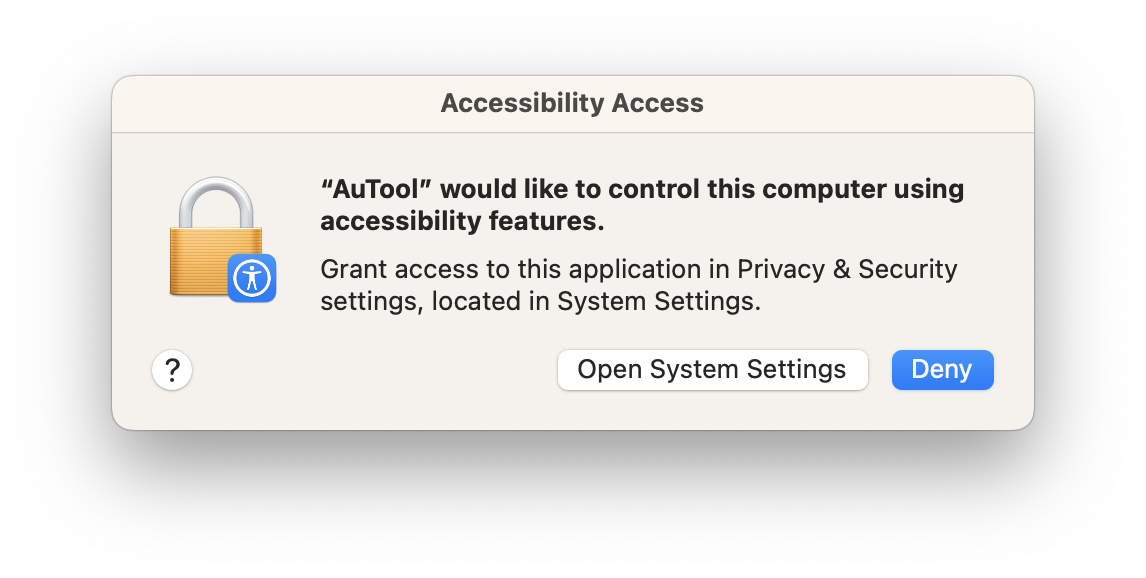 Accessibility Access
“AuTool” would like to control this computer using
accessibility features.
Grant access to this application in Privacy & Security
settings, located in System Settings.
?
Open System Settings
Deny